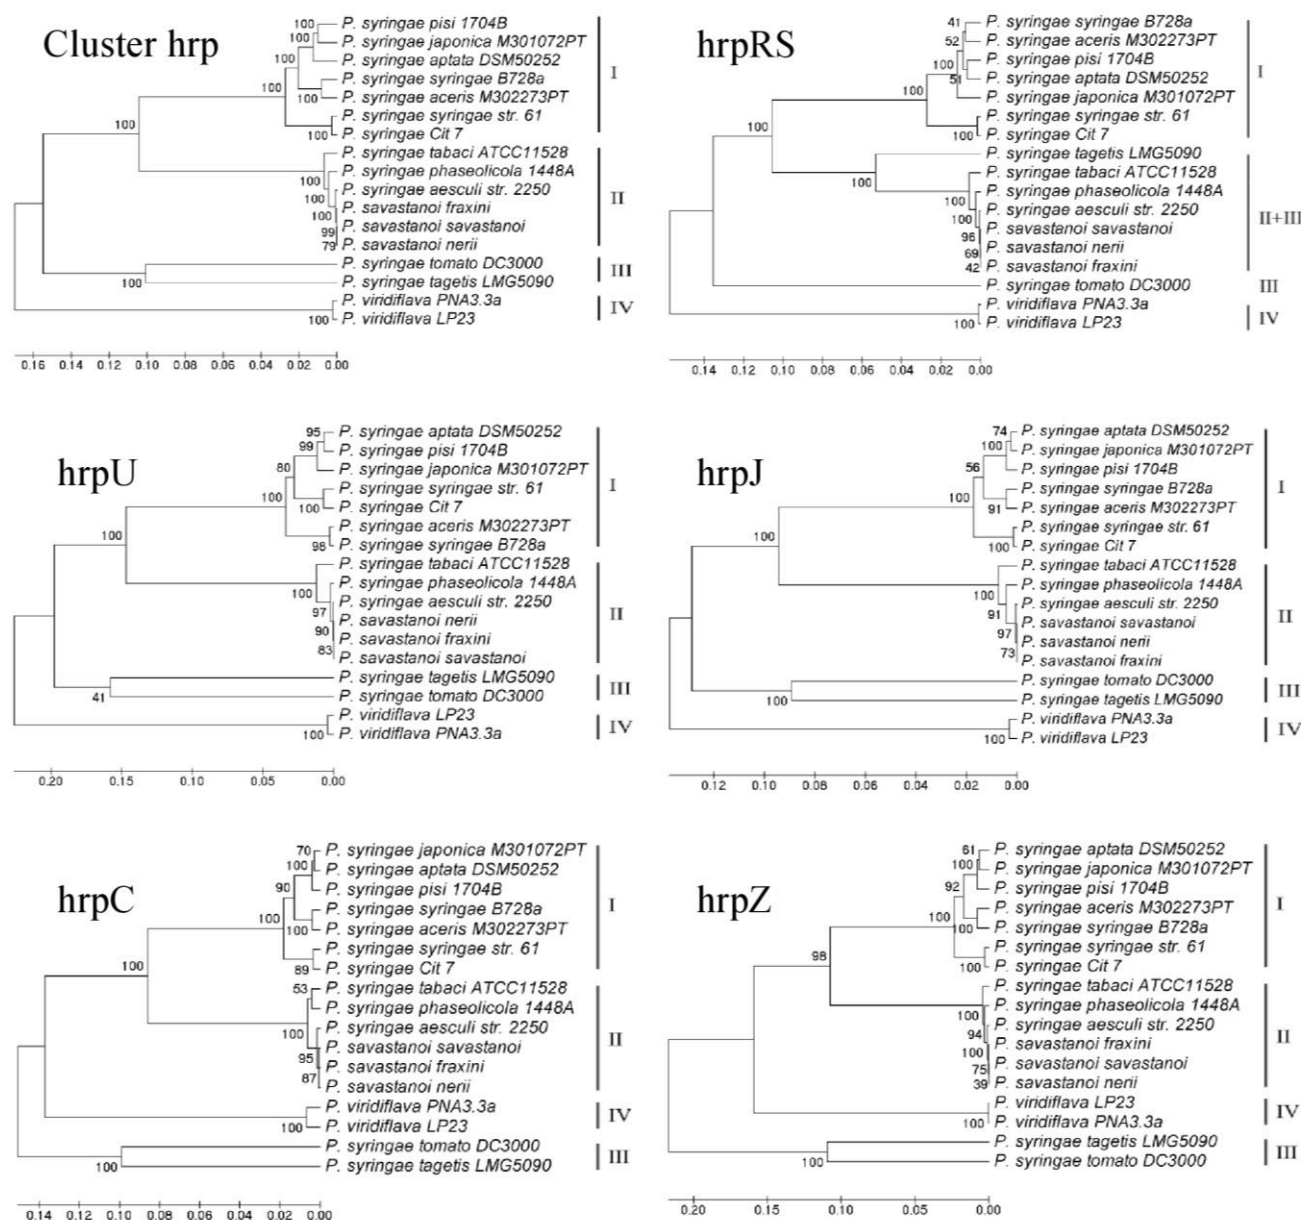 Cluster hrp
P. syringae pisi 1704B
P. syringae japonica M301072PT
P. syringae aptata DSM50252
P. syringae syringae B728a
P. syringae aceris M302273PT
P. syringae syringae str. 61
P. syringae Cit 7
P. syringae tabaci ATCC11528
P. syringae phaseolicola 1448A
P. syringae aesculi str. 2250
P. savastanoi fraxini
P. savastanoi savastanoi
P. savastanoi nerii
P. syringae tomato DC3000
P. syringae tagetis LMG5090
P. viridiflava PNA3.3a
P. viridiflava LP23
I
II
III
IV
100
100
100
100
100
100
100
100
100
100
99
79
100
100
0.16 0.14 0.12 0.10 0.08 0.06 0.04 0.02 0.00
hrpRS
P. syringae syringae B728a
P. syringae aceris M302273PT
P. syringae pisi 1704B
P. syringae aptata DSM50252
P. syringae japonica M301072PT
P. syringae syringae str. 61
P. syringae Cit 7
P. syringae tagetis LMG5090
P. syringae tabaci ATCC11528
P. syringae phaseolicola 1448A
P. syringae aesculi str. 2250
P. savastanoi savastanoi
P. savastanoi nerii
P. savastanoi fraxini
P. syringae tomato DC3000
P. viridiflava PNA3.3a
P. viridiflava LP23
I
II+III
III
IV
41
52
100
51
100
100
100
100
100
100
96
69
42
100
0.14 0.12 0.10 0.08 0.06 0.04 0.02 0.00
hrpU
P. syringae aptata DSM50252
P. syringae pisi 1704B
P. syringae japonica M301072PT
P. syringae syringae str. 61
P. syringae Cit 7
P. syringae aceris M302273PT
P. syringae syringae B728a
P. syringae tabaci ATCC11528
P. syringae phaseolicola 1448A
P. syringae aesculi str. 2250
P. savastanoi nerii
P. savastanoi fraxini
P. savastanoi savastanoi
P. syringae tagetis LMG5090
P. syringae tomato DC3000
P. viridiflava LP23
P. viridiflava PNA3.3a
I
II
III
IV
95
99
80
100
100
98
100
100
97
90
83
41
100
0.20 0.15 0.10 0.05 0.00
hrpJ
P. syringae aptata DSM50252
P. syringae japonica M301072PT
P. syringae pisi 1704B
P. syringae syringae B728a
P. syringae aceris M302273PT
P. syringae syringae str. 61
P. syringae Cit 7
P. syringae tabaci ATCC11528
P. syringae phaseolicola 1448A
P. syringae aesculi str. 2250
P. savastanoi savastanoi
P. savastanoi nerii
P. savastanoi fraxini
P. syringae tomato DC3000
P. syringae tagetis LMG5090
P. viridiflava PNA3.3a
P. viridiflava LP23
I
II
III
IV
74
100
56
100
91
100
100
100
91
97
73
100
100
0.12 0.10 0.08 0.06 0.04 0.02 0.00
hrpC
P. syringae japonica M301072PT
P. syringae aptata DSM50252
P. syringae pisi 1704B
P. syringae syringae B728a
P. syringae aceris M302273PT
P. syringae syringae str. 61
P. syringae Cit 7
P. syringae tabaci ATCC11528
P. syringae phaseolicola 1448A
P. syringae aesculi str. 2250
P. savastanoi savastanoi
P. savastanoi fraxini
P. savastanoi nerii
P. viridiflava PNA3.3a
P. viridiflava LP23
P. syringae tomato DC3000
P. syringae tagetis LMG5090
I
II
IV
III
70
100
90
100
100
89
100
53
100
95
87
100
100
0.14 0.12 0.10 0.08 0.06 0.04 0.02 0.00
hrpZ
P. syringae aptata DSM50252
P. syringae japonica M301072PT
P. syringae pisi 1704B
P. syringae aceris M302273PT
P. syringae syringae B728a
P. syringae syringae str. 61
P. syringae Cit 7
P. syringae tabaci ATCC11528
P. syringae phaseolicola 1448A
P. syringae aesculi str. 2250
P. savastanoi fraxini
P. savastanoi savastanoi
P. savastanoi nerii
P. viridiflava LP23
P. viridiflava PNA3.3a
P. syringae tagetis LMG5090
P. syringae tomato DC3000
I
II
IV
III
61
100
92
100
100
100
98
100
94
100
75
39
100
100
0.20 0.15 0.10 0.05 0.00